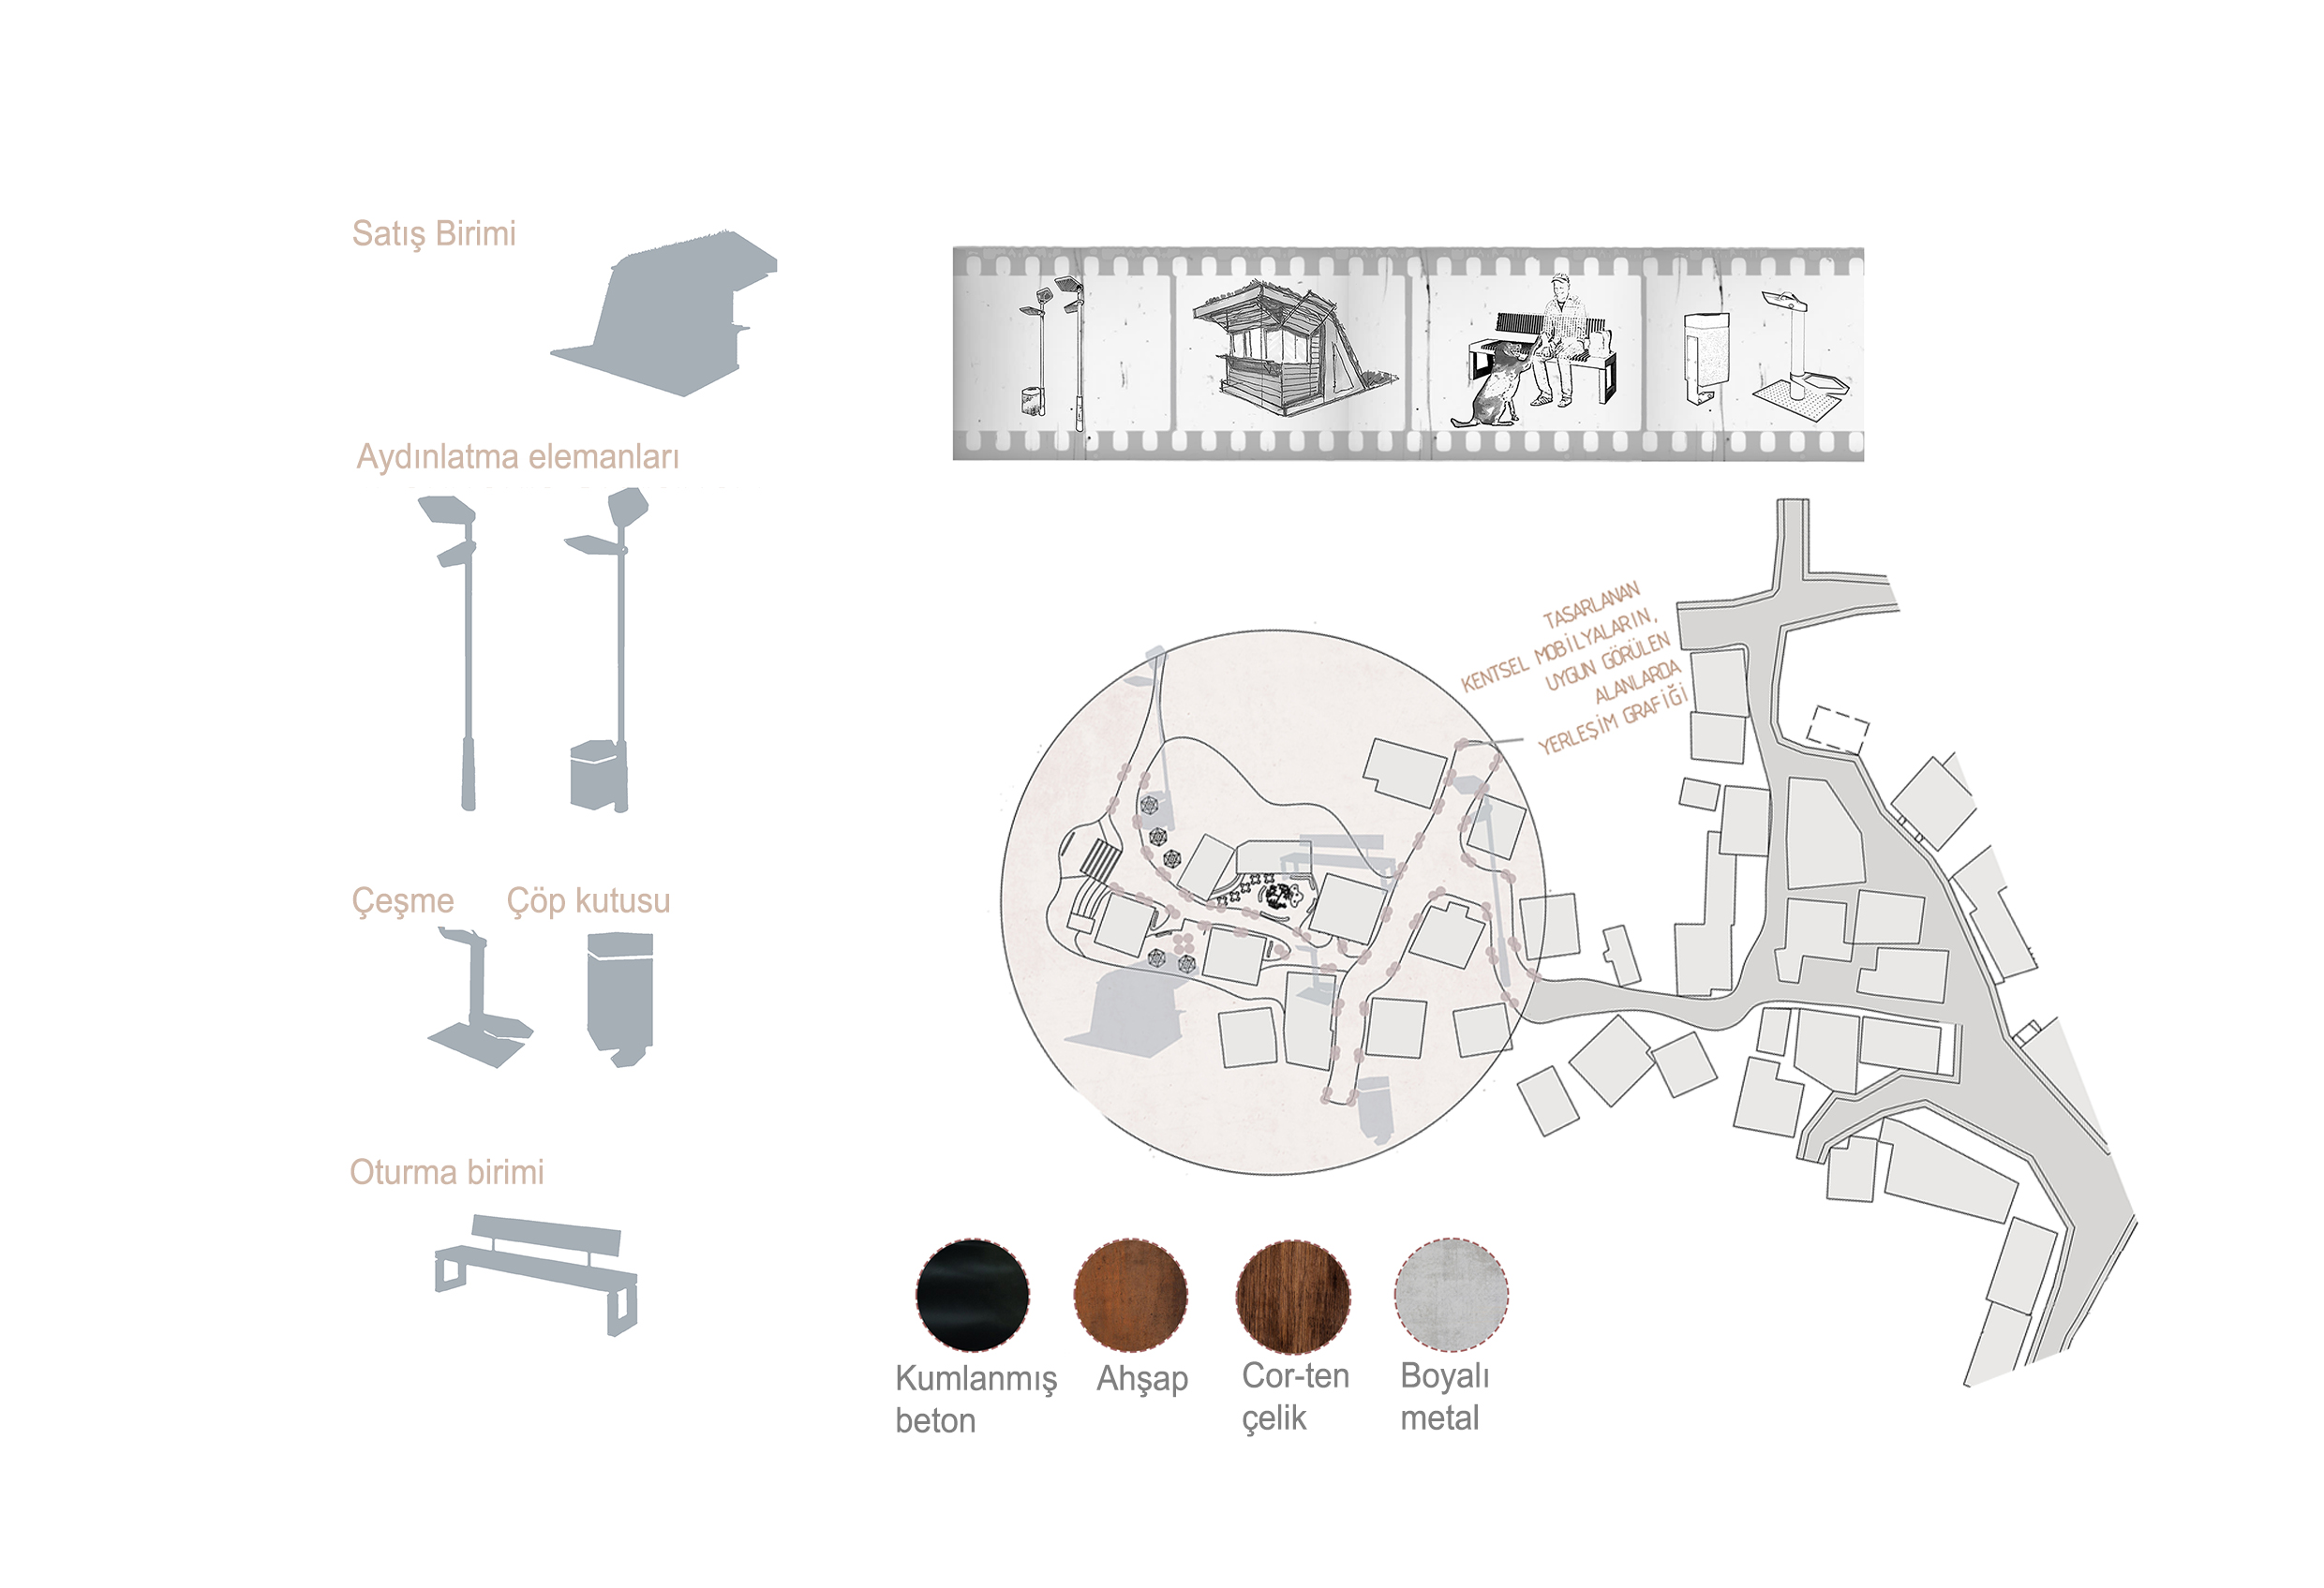 Satış Birimi
Aydınlatma elemanları
Çeşme
Çöp kutusu
Oturma birimi
TASARLANAN
KENTSEL MOBİLYALARIN,
UYGUN GÖRÜLEN
ALANLARDA
YERLEŞİM GRAFİĞİ
Kumlanmış
beton
Ahşap
Cor-ten
çelik
Boyalı
metal